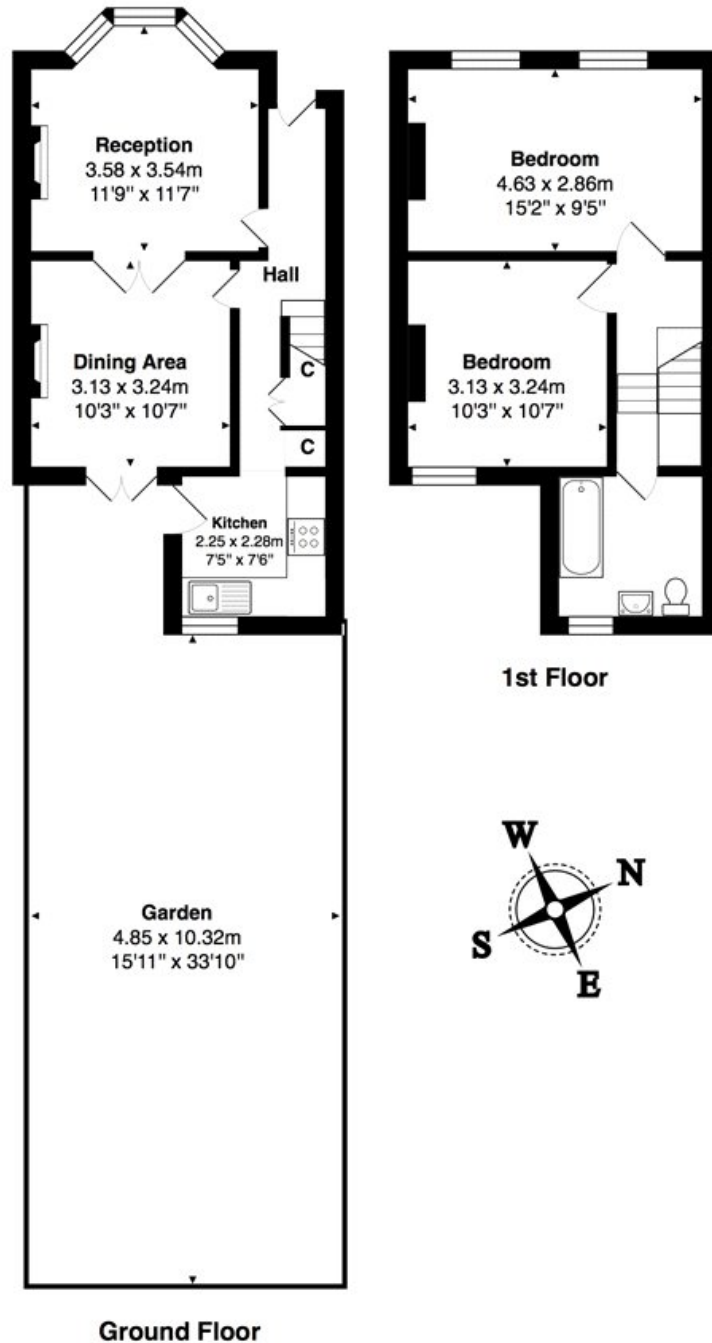 Reception
3.58 x 3.54m
11'9" x 11'7"
Hall
Dining Area
3.13 x 3.24m
10'3" x 10'7"
C
C
Kitchen
2.25 x 2.28m
7'5" x 7'6"
Garden
4.85 x 10.32m
15'11" x 33'10"
Ground Floor
Bedroom
4.63 x 2.86m
15'2" x 9'5"
Bedroom
3.13 x 3.24m
10'3" x 10'7"
1st Floor
W
N
S
E